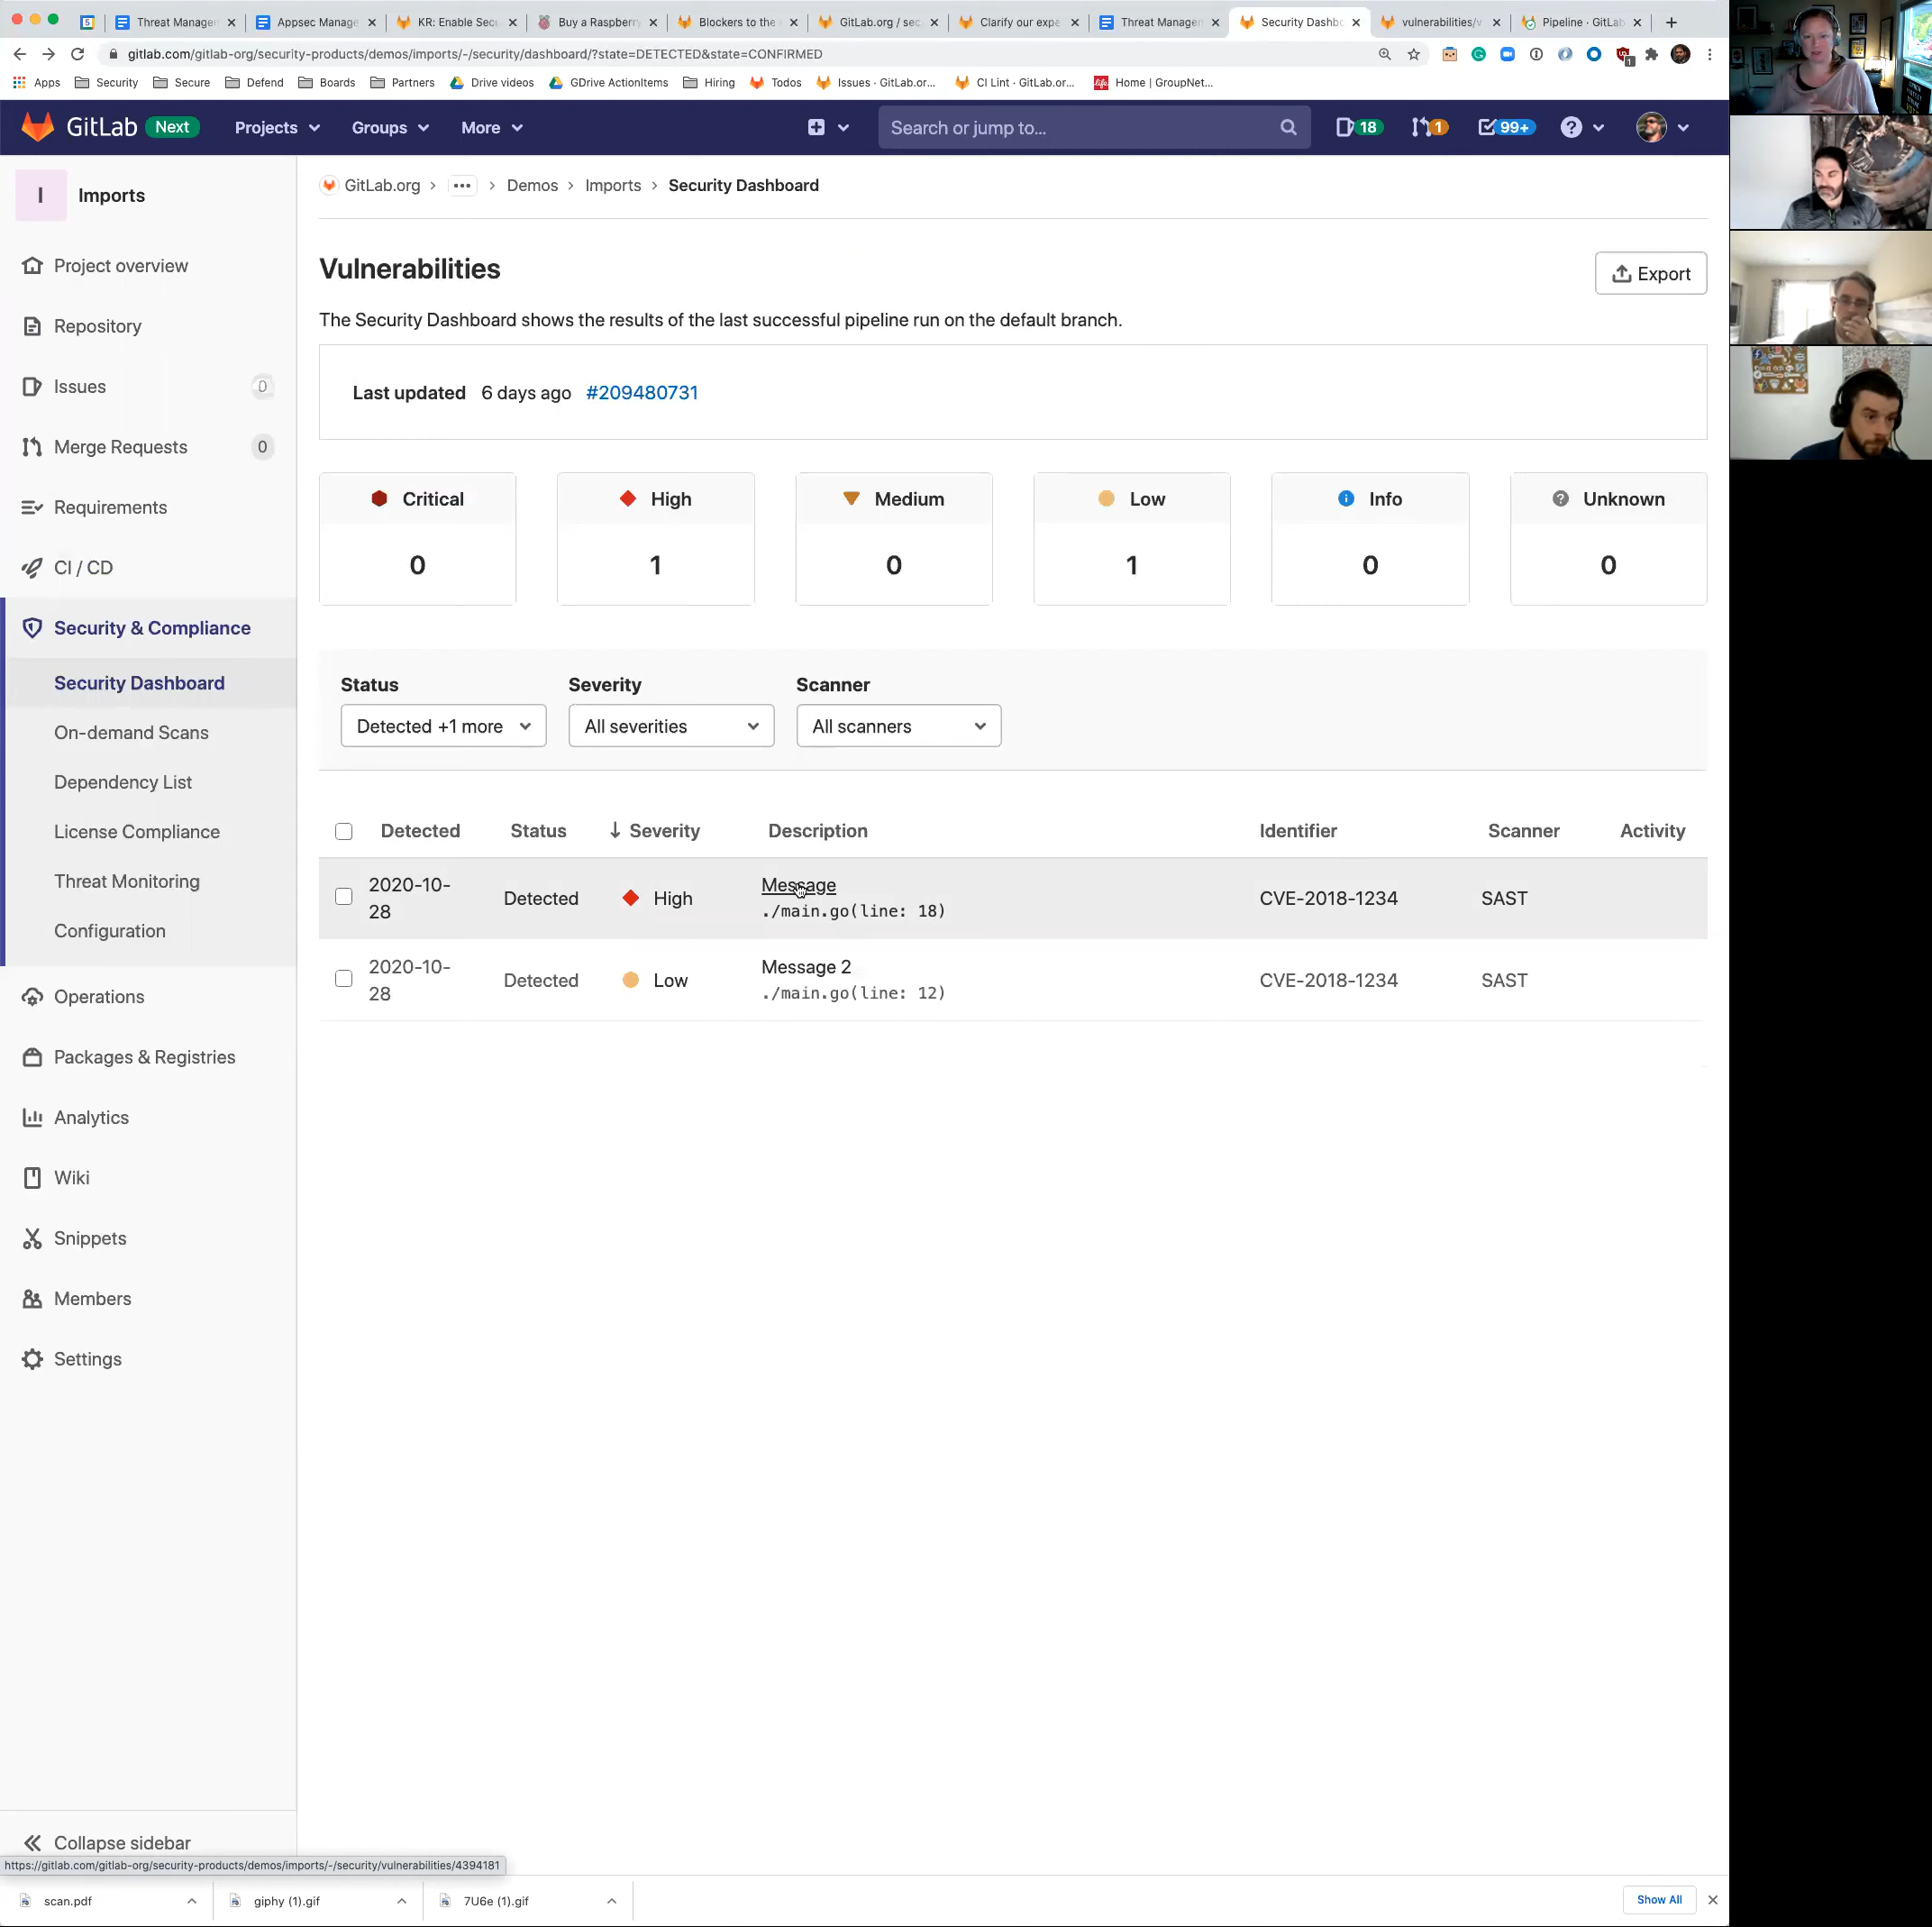 Threat Managem
Appsec Manage
KR: Enable Secu
Buy a Raspberry
Blockers to the
GitLab.org / sec
Clarify our expe
Threat Managem
Security Dashbo
vulnerabilities/v
Pipeline · GitLab
gitlab.com/gitlab-org/security-products/demos/imports/-/security/dashboard/?state=DETECTED&state=CONFIRMED
Apps Security Secure Defend Boards Partners Drive videos GDrive ActionItems Hiring Todos Issues · GitLab.or... CI Lint · GitLab.or... Home | GroupNet...
GitLab Next Projects Groups More Search or jump to... 18 1 99+
I Imports
Project overview
Repository
Issues 0
Merge Requests 0
Requirements
CI / CD
Security & Compliance
Security Dashboard
On-demand Scans
Dependency List
License Compliance
Threat Monitoring
Configuration
Operations
Packages & Registries
Analytics
Wiki
Snippets
Members
Settings
Collapse sidebar
GitLab.org > ••• > Demos > Imports > Security Dashboard
Vulnerabilities
Export
The Security Dashboard shows the results of the last successful pipeline run on the default branch.
Last updated 6 days ago #209480731
Critical High Medium Low Info Unknown
0 1 0 1 0 0
Status Severity Scanner
Detected +1 more All severities All scanners
Detected Status Severity Description Identifier Scanner Activity
2020-10-28 Detected High Message ./main.go(line: 18) CVE-2018-1234 SAST
2020-10-28 Detected Low Message 2 ./main.go(line: 12) CVE-2018-1234 SAST
https://gitlab.com/gitlab-org/security-products/demos/imports/-/security/vulnerabilities/4394181
scan.pdf giphy (1).gif 7U6e (1).gif Show All